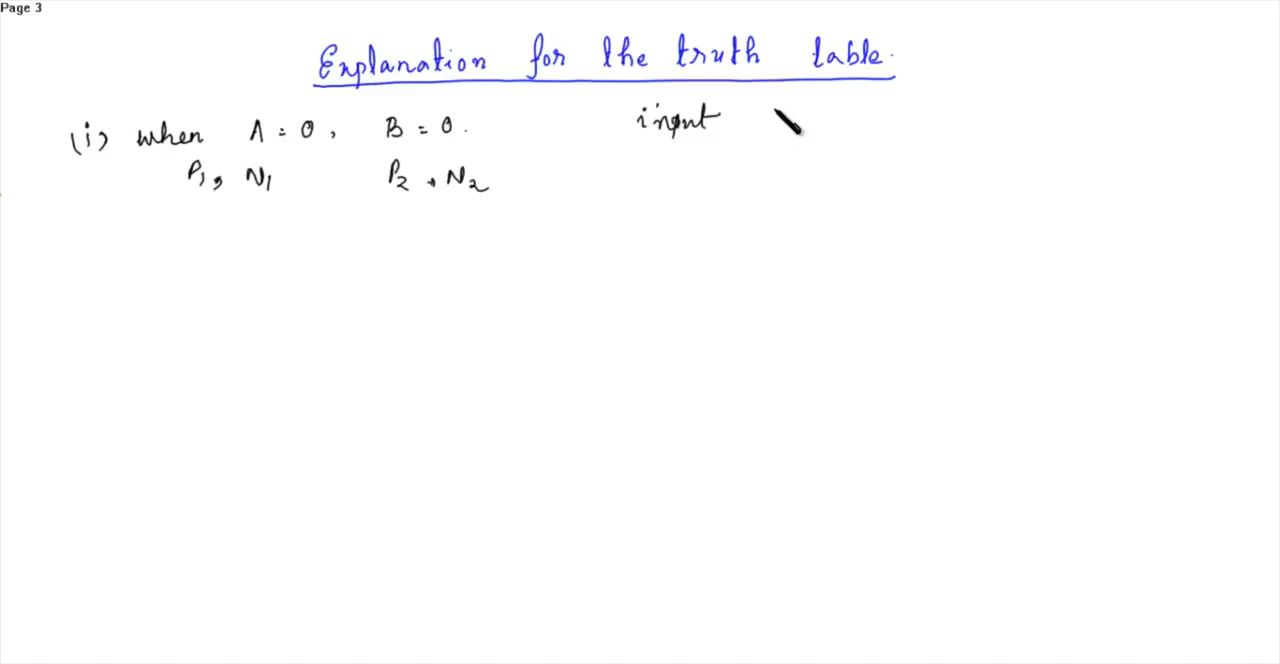 Page 3
Explanation for the truth table.
(i) when A = 0, B = 0. input
P1, N1 P2, N2